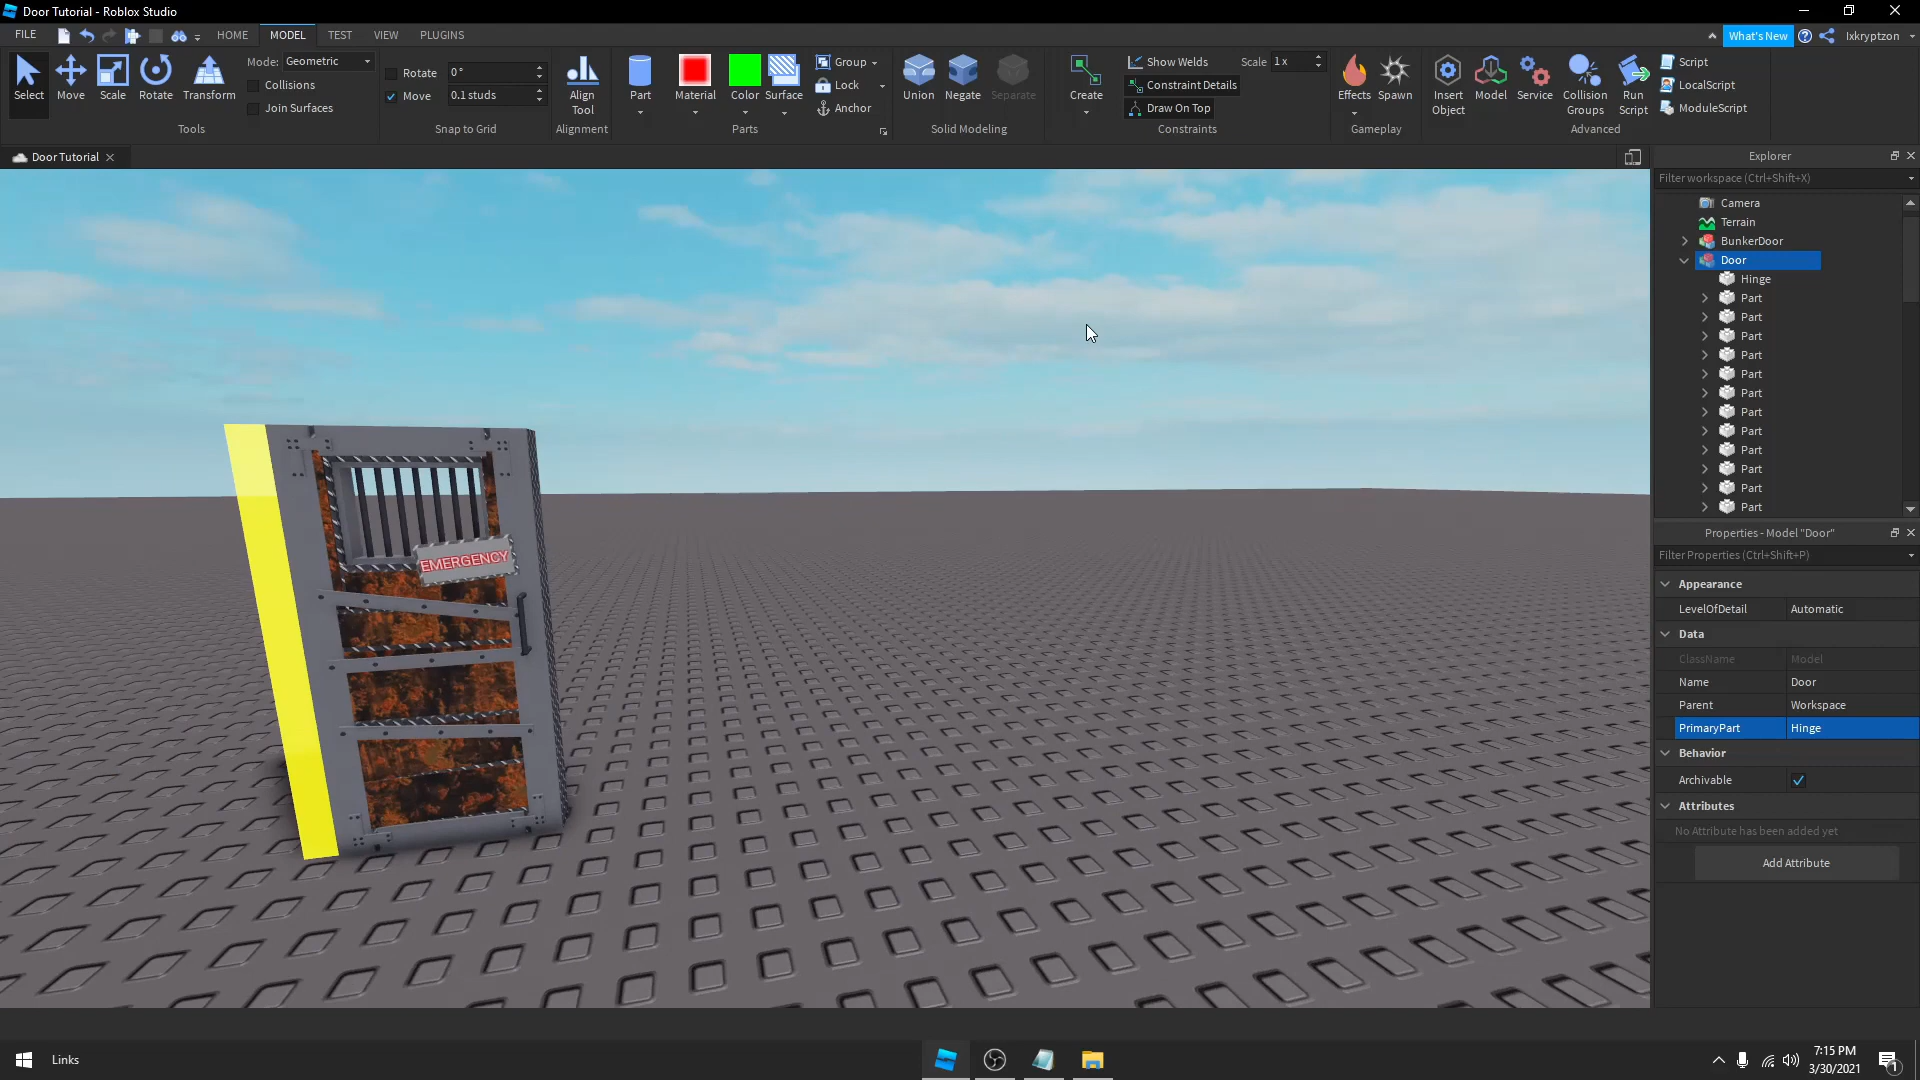 Door Tutorial - Roblox Studio
FILE HOME MODEL TEST VIEW PLUGINS What's New lxkryptzon
Select Move Scale Rotate Transform
Mode: Geometric
Collisions
Join Surfaces
Tools
Rotate 0°
Move 0.1 studs
Snap to Grid
Align Tool
Alignment
Part Material Color Surface
Group
Lock
Anchor
Parts
Union Negate Separate
Solid Modeling
Create
Show Welds
Constraint Details
Draw On Top
Scale 1 x
Constraints
Effects Spawn
Gameplay
Insert Object Model Service Collision Groups Run Script
Script
LocalScript
ModuleScript
Advanced
Door Tutorial
EMERGENCY
Explorer
Filter workspace (Ctrl+Shift+X)
Camera
Terrain
BunkerDoor
Door
Hinge
Part
Part
Part
Part
Part
Part
Part
Part
Part
Part
Part
Part
Properties - Model "Door"
Filter Properties (Ctrl+Shift+P)
Appearance
LevelOfDetail Automatic
Data
ClassName Model
Name Door
Parent Workspace
PrimaryPart Hinge
Behavior
Archivable
Attributes
No Attribute has been added yet
Add Attribute
Links
7:15 PM
3/30/2021
1